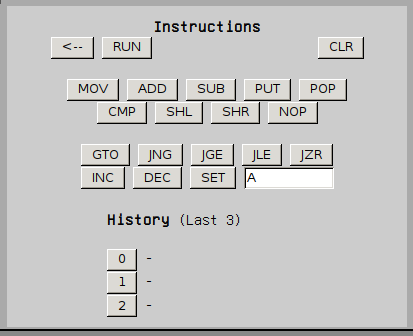 Instructions
<-- RUN CLR
MOV ADD SUB PUT POP
CMP SHL SHR NOP
GTO JNG JGE JLE JZR
INC DEC SET A
History (Last 3)
0 -
1 -
2 -